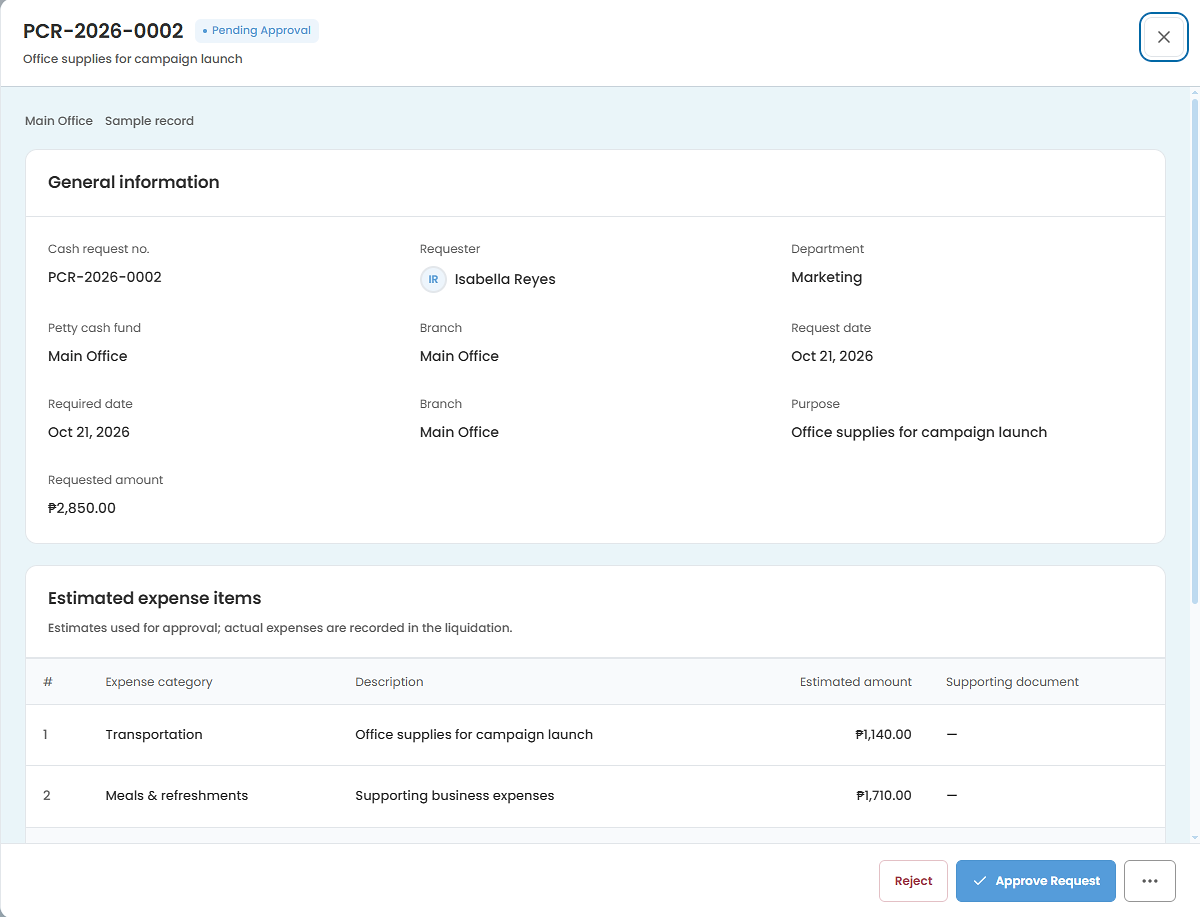 PCR-2026-0002 • Pending Approval
Office supplies for campaign launch
Main Office Sample record
General information
Cash request no. Requester Department
PCR-2026-0002 IR Isabella Reyes Marketing
Petty cash fund Branch Request date
Main Office Main Office Oct 21, 2026
Required date Branch Purpose
Oct 21, 2026 Main Office Office supplies for campaign launch
Requested amount
₱2,850.00
Estimated expense items
Estimates used for approval; actual expenses are recorded in the liquidation.
# Expense category Description Estimated amount Supporting document
1 Transportation Office supplies for campaign launch ₱1,140.00 —
2 Meals & refreshments Supporting business expenses ₱1,710.00 —
Reject Approve Request